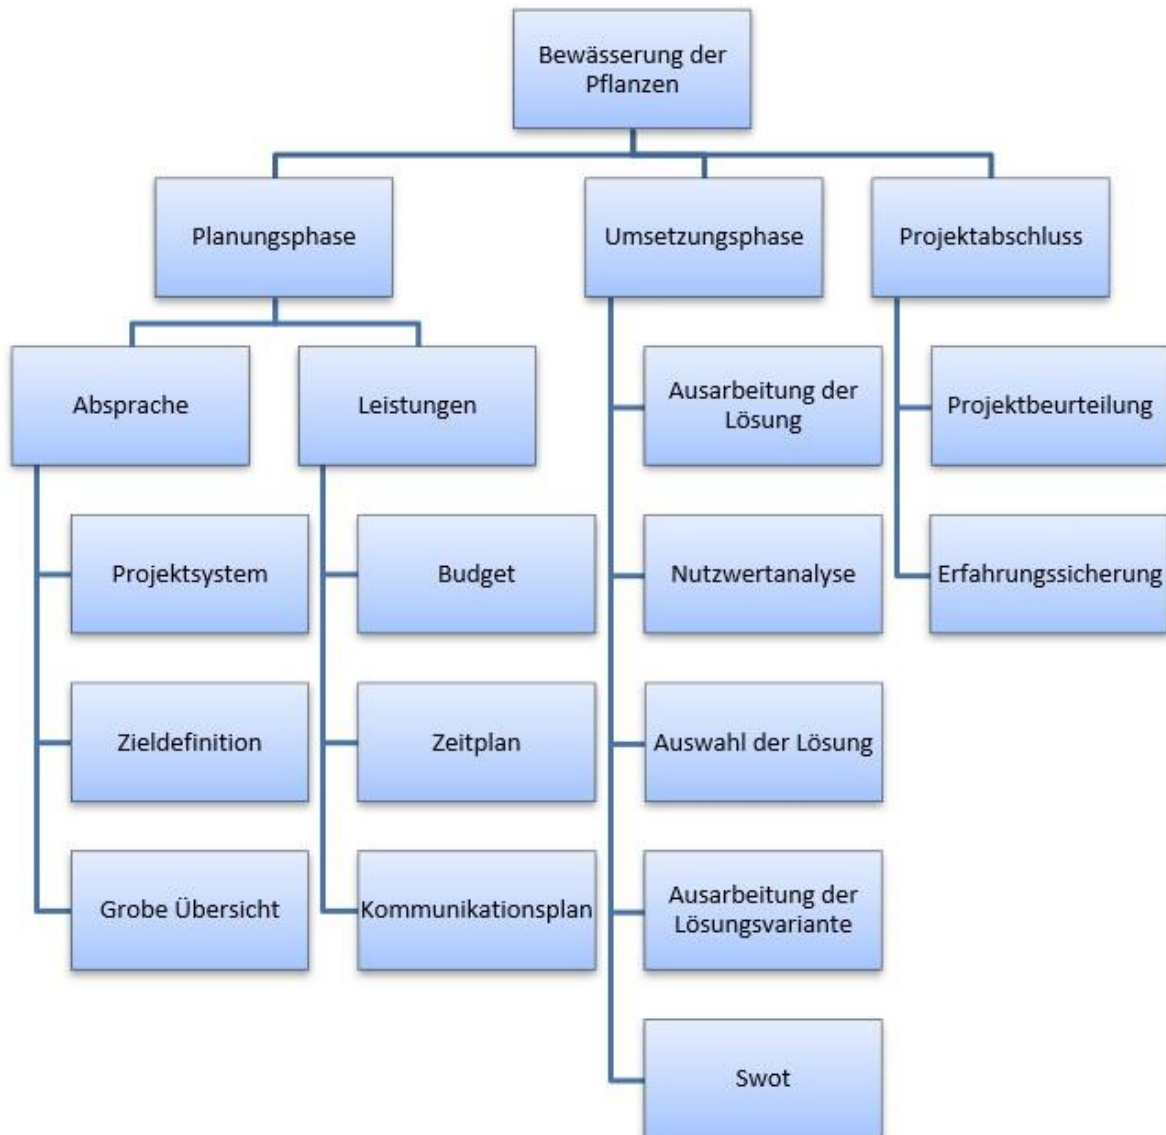 Bewässerung der
Pflanzen
Planungsphase
Umsetzungsphase
Projektabschluss
Absprache
Leistungen
Ausarbeitung der
Lösung
Projektbeurteilung
Projektsystem
Budget
Nutzwertanalyse
Erfahrungssicherung
Zieldefinition
Zeitplan
Auswahl der Lösung
Grobe Übersicht
Kommunikationsplan
Ausarbeitung der
Lösungsvariante
Swot